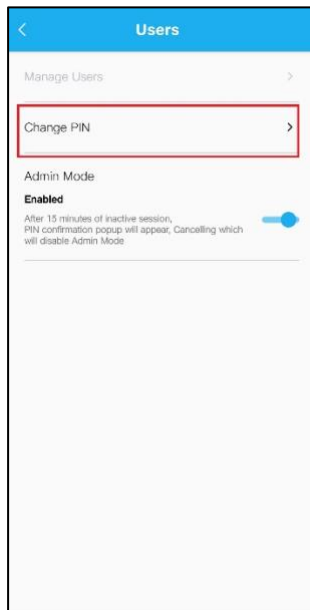 Users
Manage Users
Change PIN
Admin Mode
Enabled
After 15 minutes of inactive session,
PIN confirmation popup will appear, Cancelling which
will disable Admin Mode